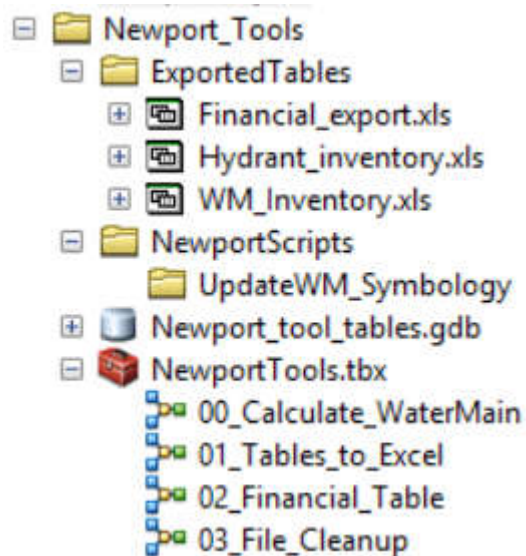 Newport_Tools
ExportedTables
Financial_export.xls
Hydrant_inventory.xls
WM_Inventory.xls
NewportScripts
UpdateWM_Symbology
Newport_tool_tables.gdb
NewportTools.tbx
00_Calculate_WaterMain
01_Tables_to_Excel
02_Financial_Table
03_File_Cleanup